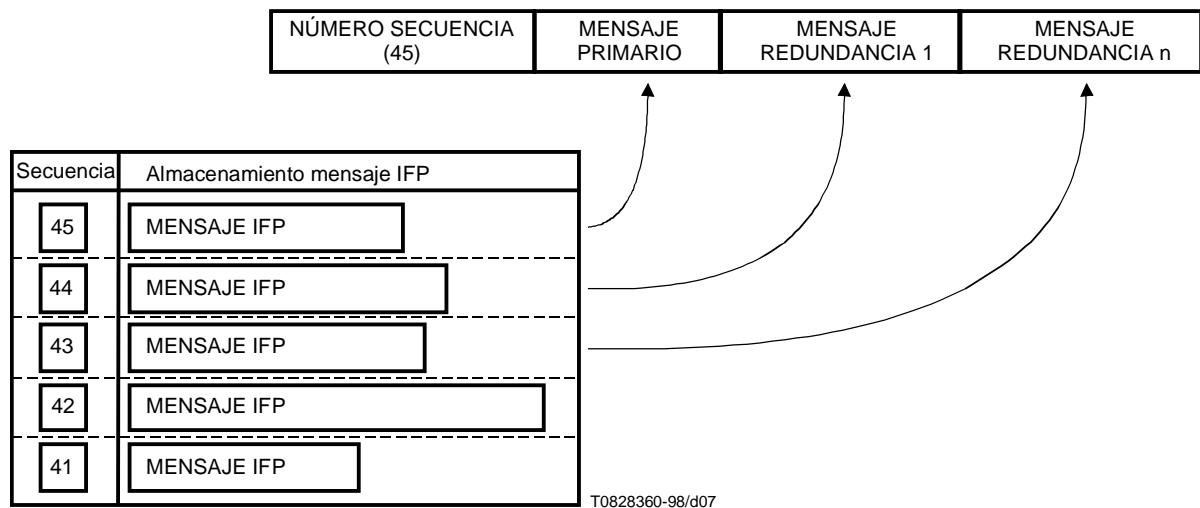 NÚMERO SECUENCIA
(45)
MENSAJE
PRIMARIO
MENSAJE
REDUNDANCIA 1
MENSAJE
REDUNDANCIA n
Secuencia
Almacenamiento mensaje IFP
45
MENSAJE IFP
44
MENSAJE IFP
43
MENSAJE IFP
42
MENSAJE IFP
41
MENSAJE IFP
T0828360-98/d07